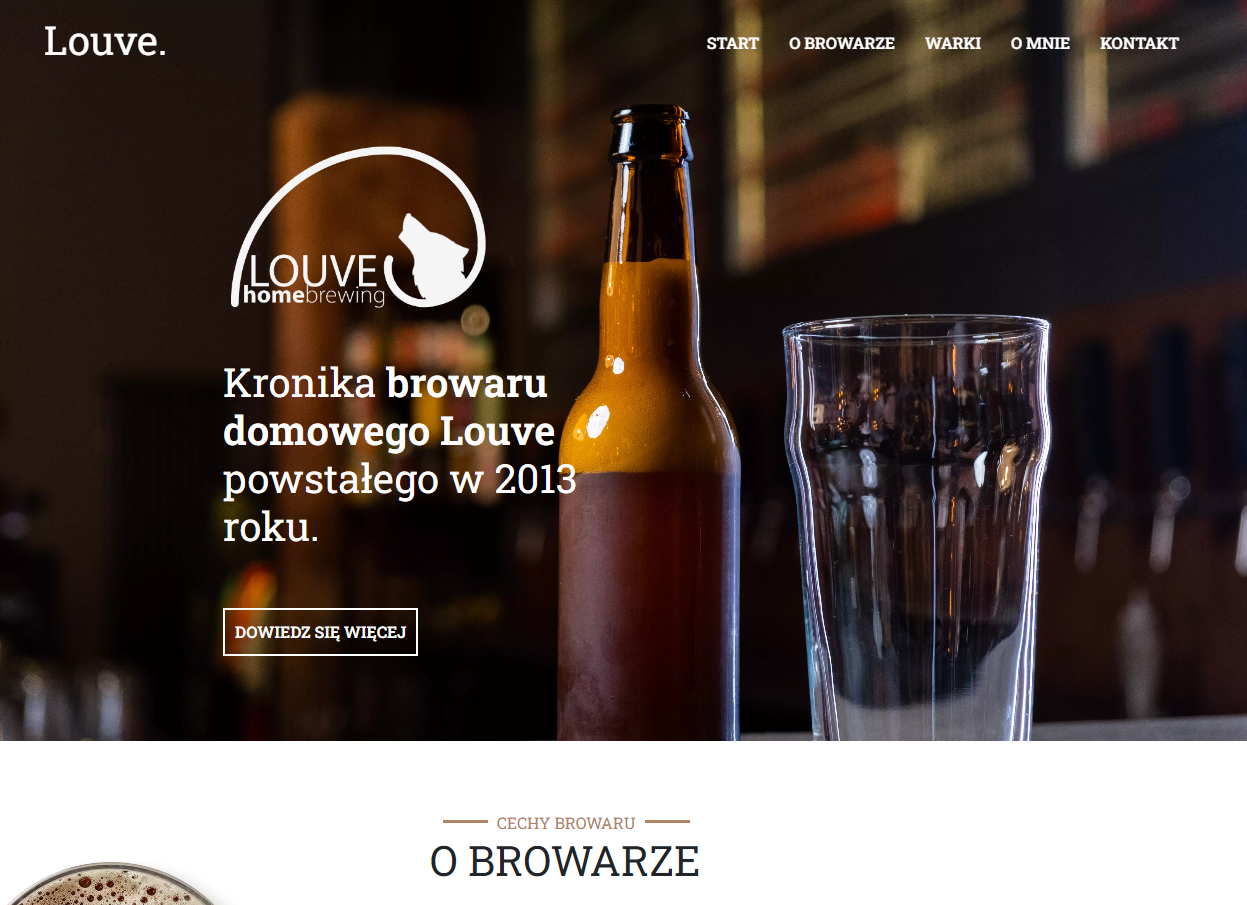 Louve.
START O BROWARZE WARKI O MNIE KONTAKT
LOUVE
homebrewing
Kronika browaru
domowego Louve
powstałego w 2013
roku.
DOWIEDZ SIĘ WIĘCEJ
CECHY BROWARU
O BROWARZE